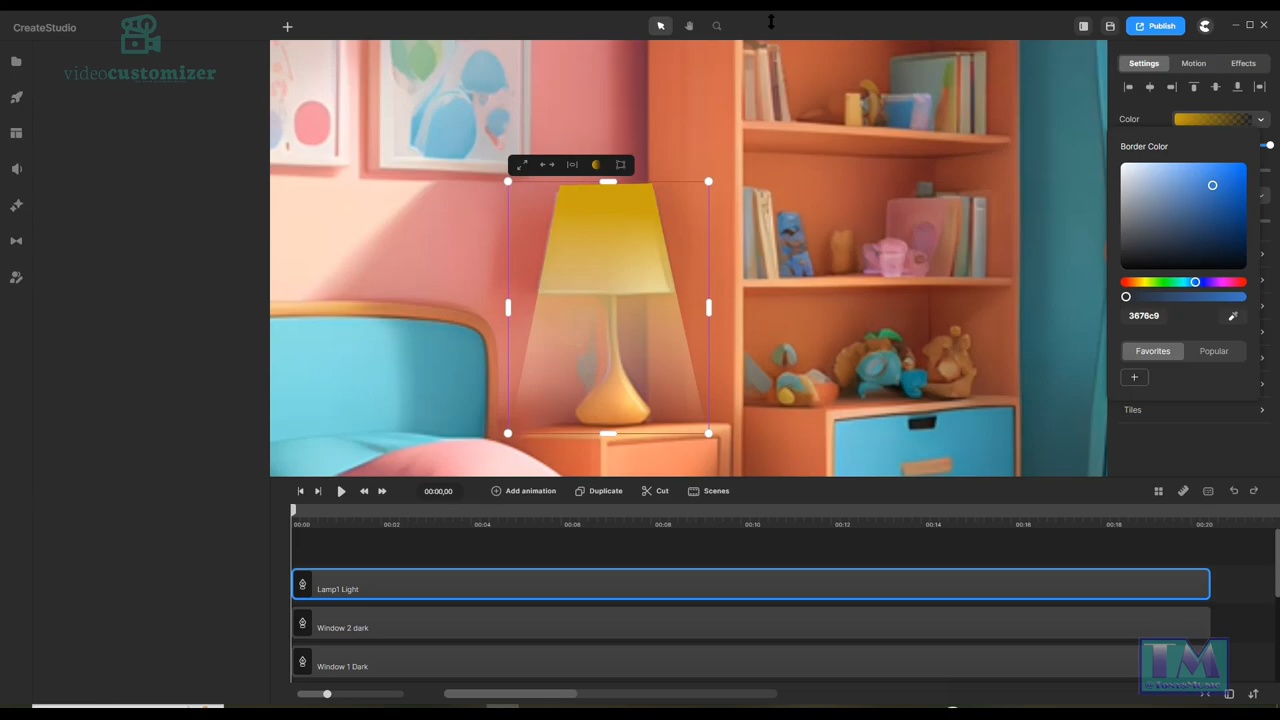 CreateStudio
videocustomizer
Publish
Settings
Motion
Effects
Color
Border Color
3676c9
Favorites
Popular
Tiles
00:00,00
Add animation
Duplicate
Cut
Scenes
00:00
00:02
00:04
00:06
00:08
00:10
00:12
00:14
00:16
00:18
00:20
Lamp1 Light
Window 2 dark
Window 1 Dark
TM